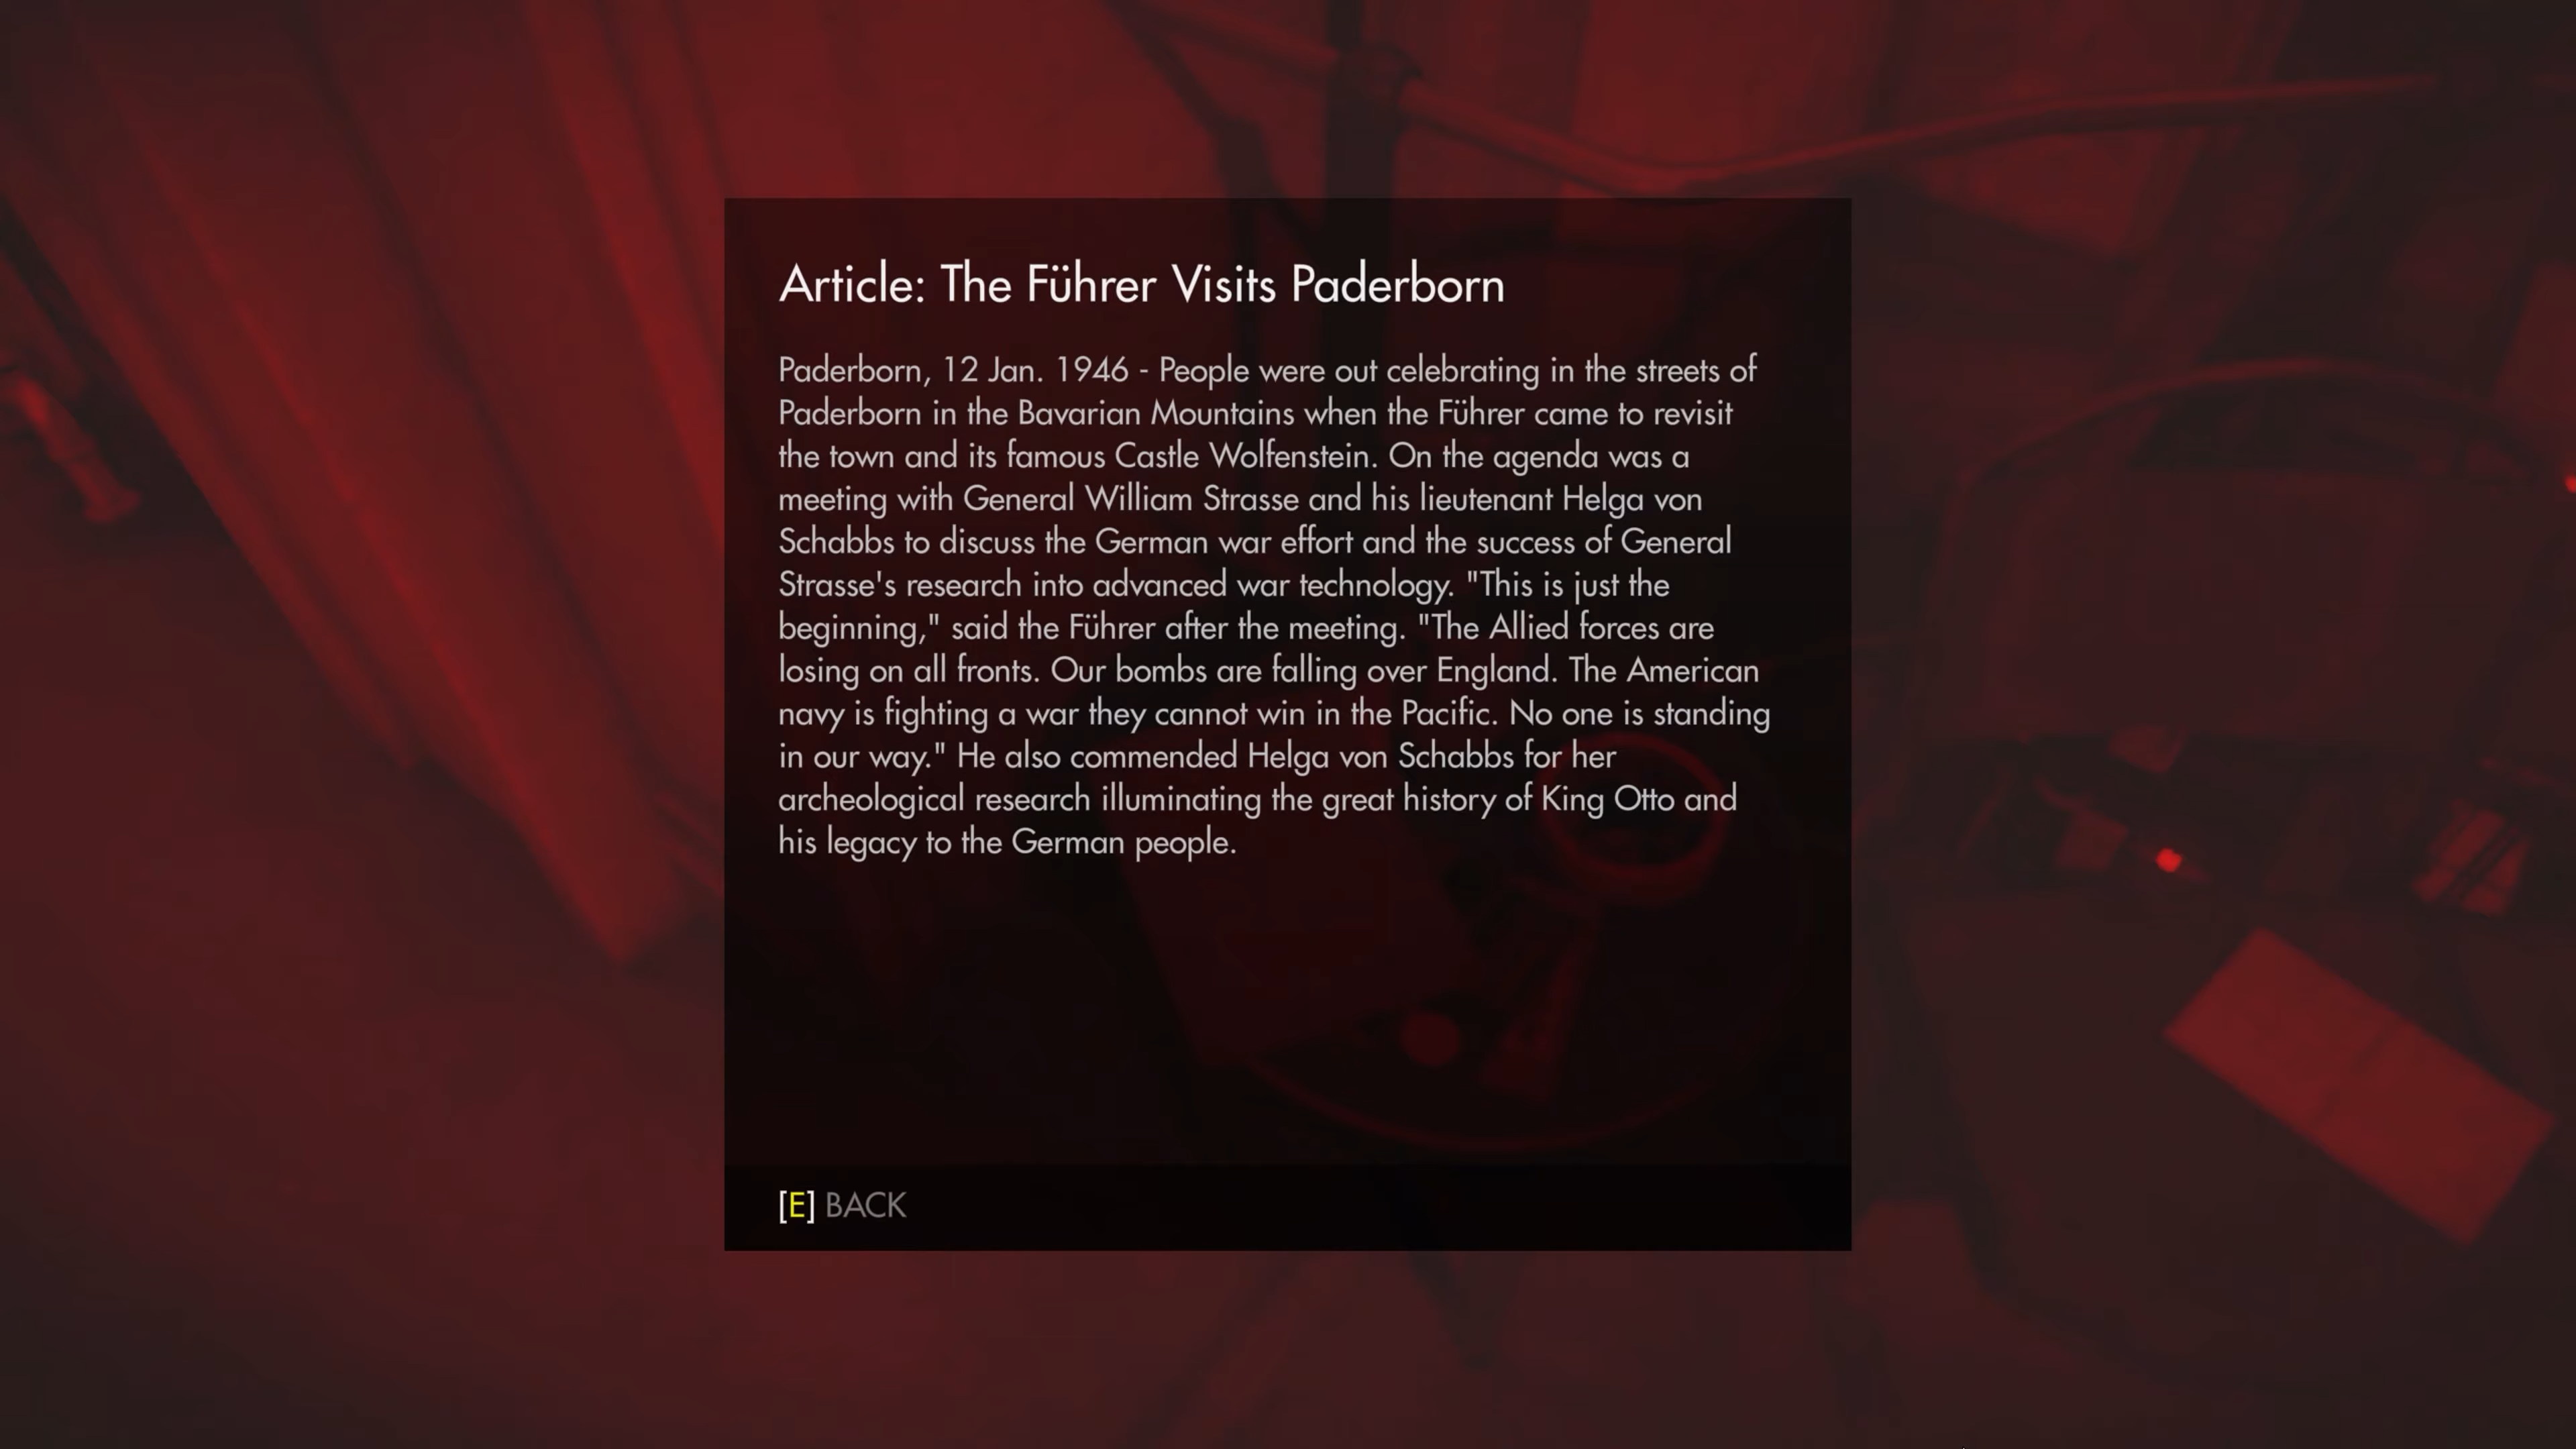 Article: The Führer Visits Paderborn
Paderborn, 12 Jan. 1946 - People were out celebrating in the streets of
Paderborn in the Bavarian Mountains when the Führer came to revisit
the town and its famous Castle Wolfenstein. On the agenda was a
meeting with General William Strasse and his lieutenant Helga von
Schabbs to discuss the German war effort and the success of General
Strasse's research into advanced war technology. "This is just the
beginning," said the Führer after the meeting. "The Allied forces are
losing on all fronts. Our bombs are falling over England. The American
navy is fighting a war they cannot win in the Pacific. No one is standing
in our way." He also commended Helga von Schabbs for her
archeological research illuminating the great history of King Otto and
his legacy to the German people.
[E] BACK